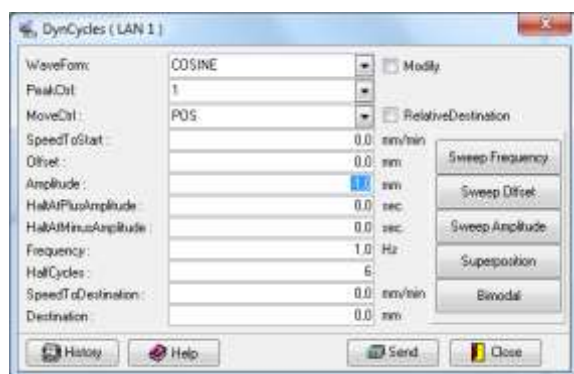 DynCycles ( LAN 1 )
WaveForm: COSINE Modify
PeakCtrl: 1
MoveCtrl: POS RelativeDestination
SpeedToStart : 0.0 mm/min
Offset : 0.0 mm Sweep Frequency
Amplitude : 1.0 mm Sweep Offset
HaltAtPlusAmplitude : 0.0 sec
HaltAtMinusAmplitude : 0.0 sec Sweep Amplitude
Frequency : 1.0 Hz
HalfCycles : 6 Superposition
SpeedToDestination : 0.0 mm/min Bimodal
Destination : 0.0 mm
History Help Send Close